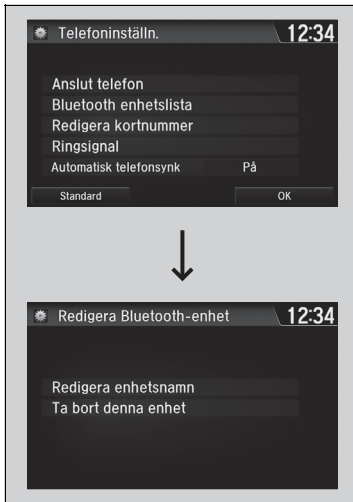 Telefoninställn.
12:34
Anslut telefon
Bluetooth enhetslista
Redigera kortnummer
Ringsignal
Automatisk telefonsynk På
Standard OK
Redigera Bluetooth-enhet
12:34
Redigera enhetsnamn
Ta bort denna enhet